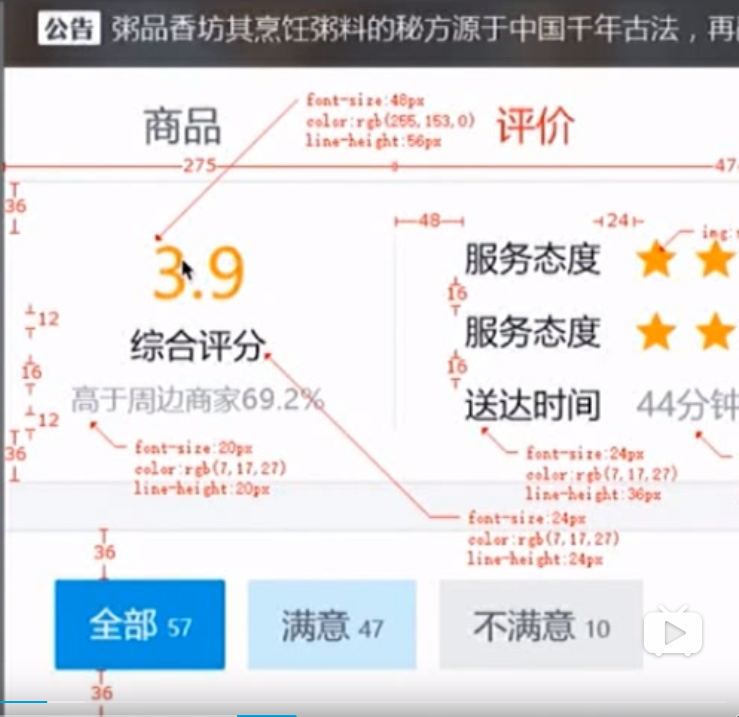 公告 粥品香坊其烹饪粥料的秘方源于中国千年古法，再
商品
评价
font-size:48px
color:rgb(255,153,0)
line-height:56px
275
47
36
48
24
img:
3.9
服务态度
16
12
综合评分
服务态度
16
16
高于周边商家69.2%
送达时间
44分钟
12
36
font-size:20px
color:rgb(7,17,27)
line-height:20px
font-size:24px
color:rgb(7,17,27)
line-height:36px
font-size:24px
color:rgb(7,17,27)
line-height:24px
36
全部 57
满意 47
不满意 10
36